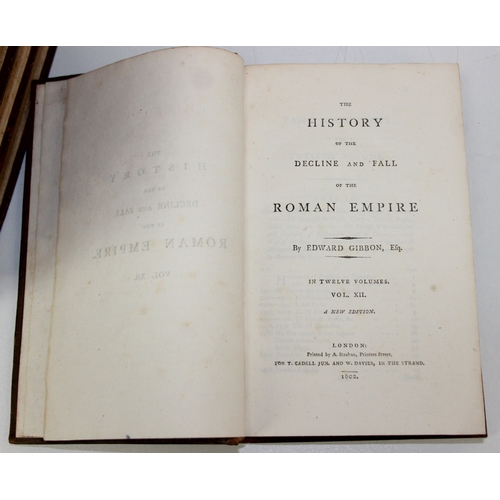 THE
HISTORY
OF THE
DECLINE AND FALL
OF THE
ROMAN EMPIRE
By EDWARD GIBBON, Esq.
IN TWELVE VOLUMES.
VOL. XII.
A NEW EDITION.
LONDON:
Printed by A. Strahan, Printers Street,
FOR T. CADELL JUN. AND W. DAVIES, IN THE STRAND.
1802.